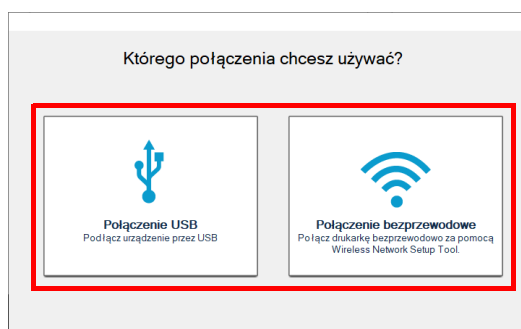 Którego połączenia chcesz używać?
Połączenie USB
Podłącz urządzenie przez USB
Połączenie bezprzewodowe
Połącz drukarkę bezprzewodowo za pomocą
Wireless Network Setup Tool.